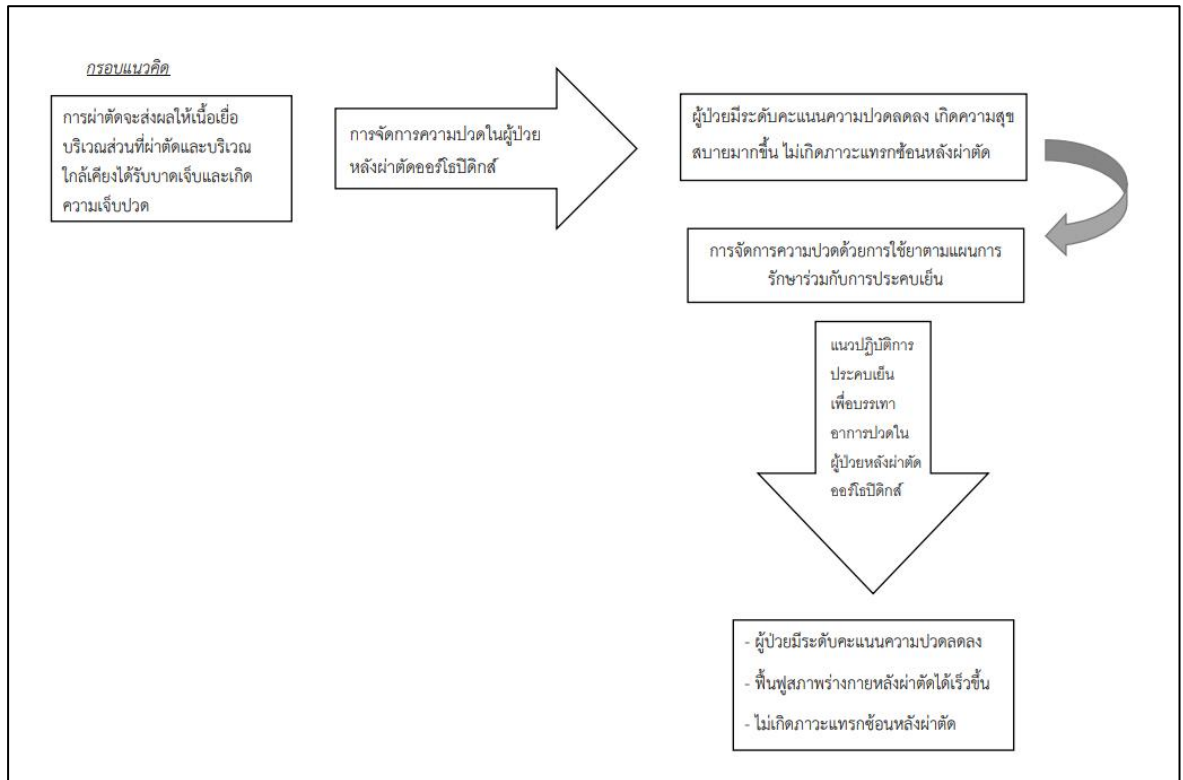 กรอบแนวคิด
การผ่าตัดจะส่งผลให้เนื้อเยื่อ
บริเวณส่วนที่ผ่าตัดและบริเวณ
ใกล้เคียงได้รับบาดเจ็บและเกิด
ความเจ็บปวด
การจัดการความปวดในผู้ป่วย
หลังผ่าตัดออร์โธปิดิกส์
ผู้ป่วยมีระดับคะแนนความปวดลดลง เกิดความสุข
สบายมากขึ้น ไม่เกิดภาวะแทรกซ้อนหลังผ่าตัด
การจัดการความปวดด้วยการใช้ยาตามแผนการ
รักษาร่วมกับการประคบเย็น
แนวปฏิบัติการ
ประคบเย็น
เพื่อบรรเทา
อาการปวดใน
ผู้ป่วยหลังผ่าตัด
ออร์โธปิดิกส์
- ผู้ป่วยมีระดับคะแนนความปวดลดลง
- ฟื้นฟูสภาพร่างกายหลังผ่าตัดได้เร็วขึ้น
- ไม่เกิดภาวะแทรกซ้อนหลังผ่าตัด